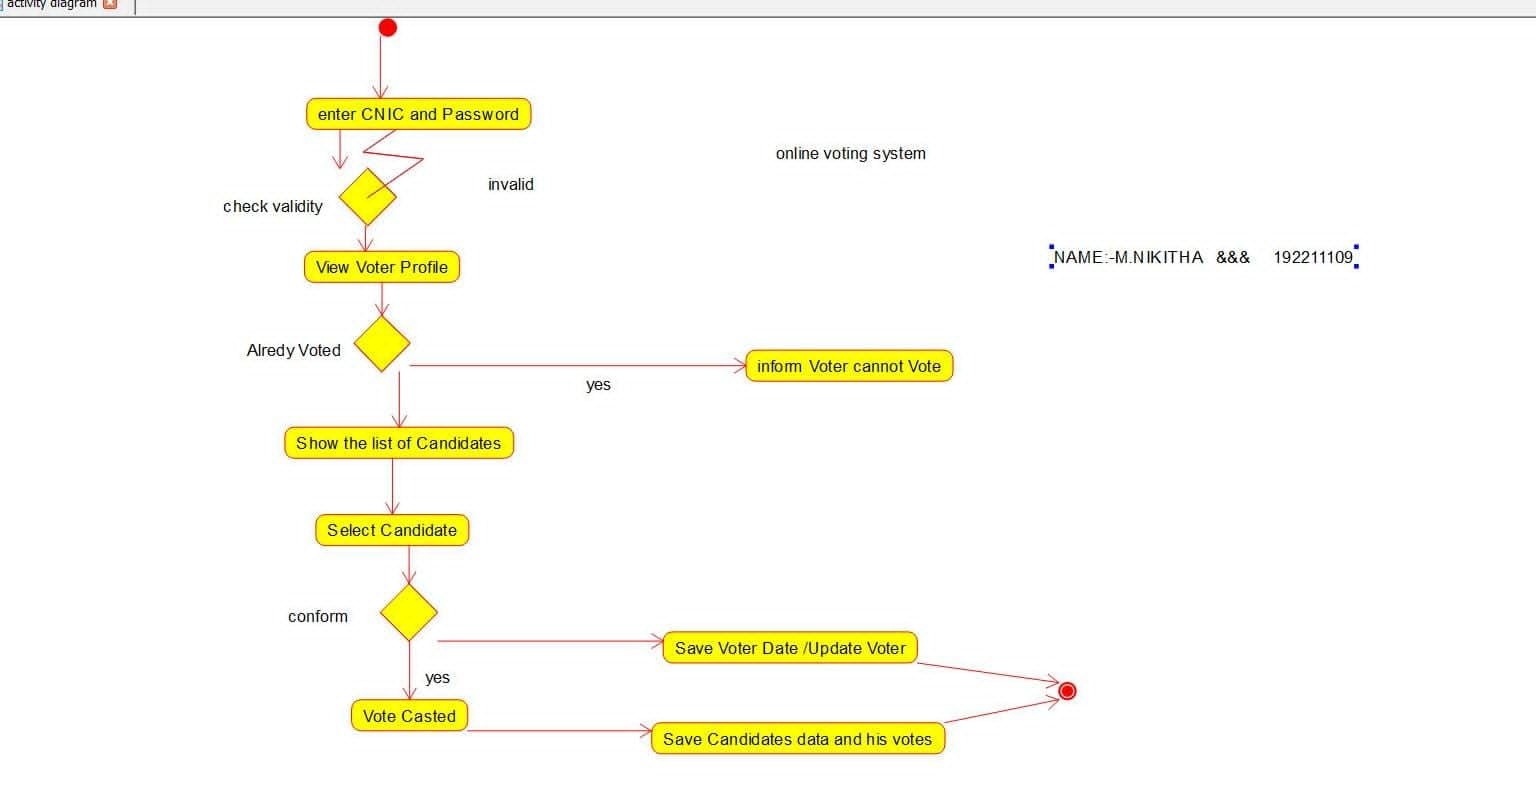 activity diagram
enter CNIC and Password
online voting system
invalid
check validity
NAME:-M.NIKITHA &&& 192211109
View Voter Profile
Alredy Voted
inform Voter cannot Vote
yes
Show the list of Candidates
Select Candidate
conform
Save Voter Date /Update Voter
yes
Vote Casted
Save Candidates data and his votes